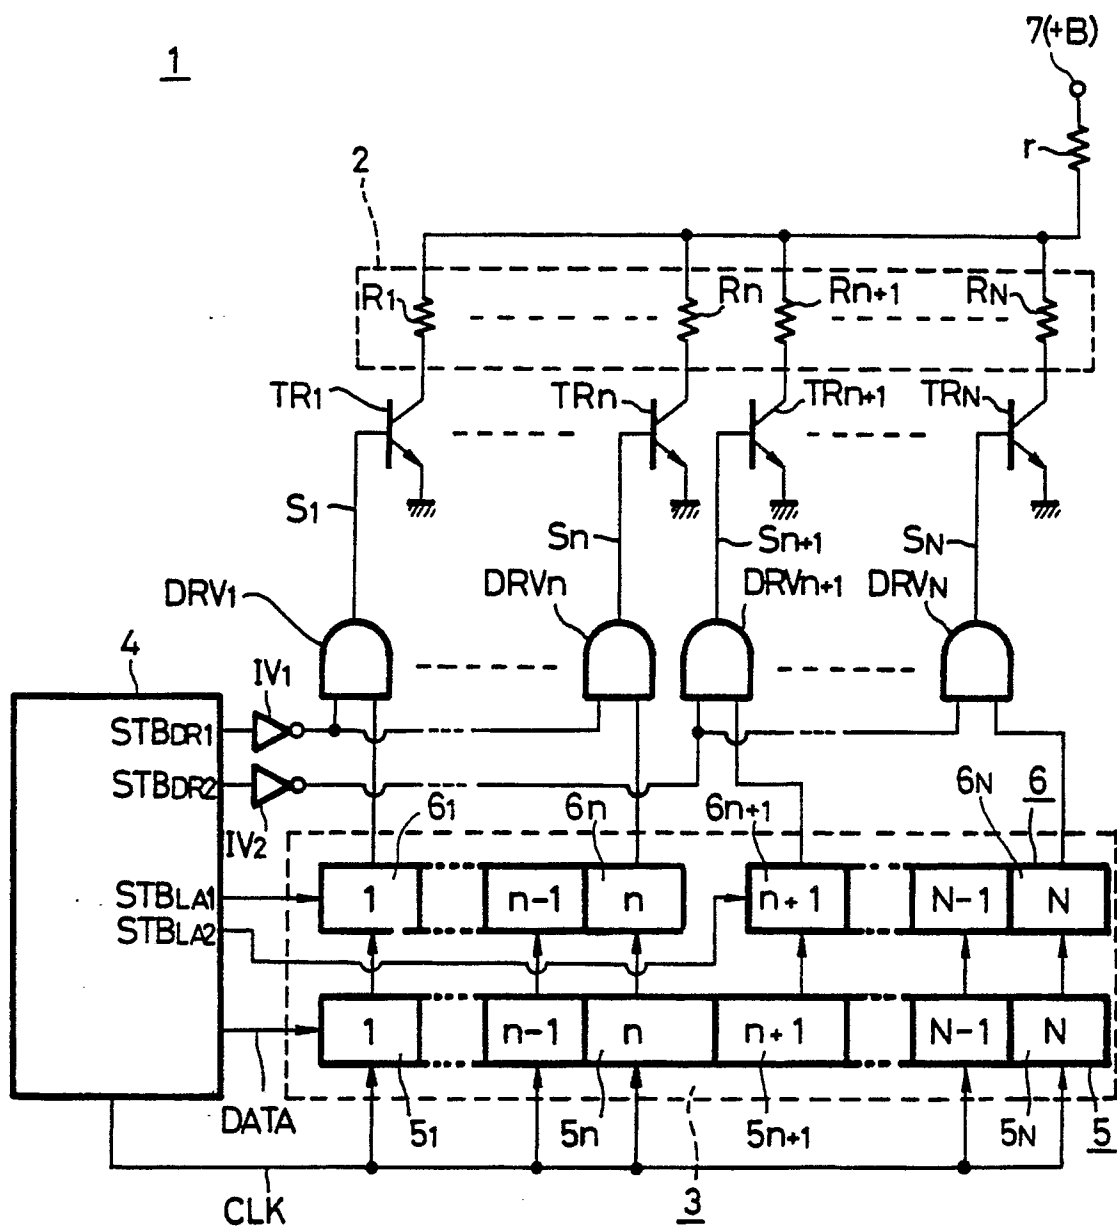 7(+B)
1
r
2
R1
Rn
Rn+1
RN
TR1
TRn
TRn+1
TRN
S1
Sn
Sn+1
SN
DRV1
DRVn
DRVn+1
DRVN
4
IV1
STBDR1
STBDR2
IV2
61
6n
6n+1
6N
6
STBLA1
STBLA2
1
n-1
n
n+1
N-1
N
1
n-1
n
n+1
N-1
N
DATA
51
5n
5n+1
5N
5
CLK
3